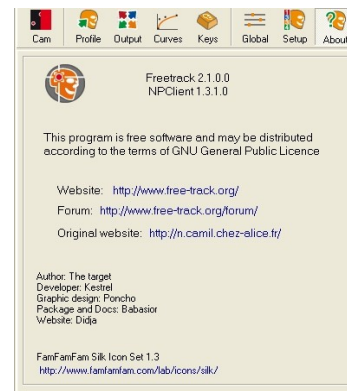 Cam Profile Output Curves Keys Global Setup About
Freetrack 2.1.0.0
NPClient 1.3.1.0
This program is free software and may be distributed
according to the terms of GNU General Public Licence
Website: http://www.free-track.org/
Forum: http://www.free-track.org/forum/
Original website: http://n.camil.chez-alice.fr/
Author: The target
Developer: Kestrel
Graphic design: Poncho
Package and Docs: Babasior
Website: Didja
FamFamFam Silk Icon Set 1.3
http://www.famfamfam.com/lab/icons/silk/